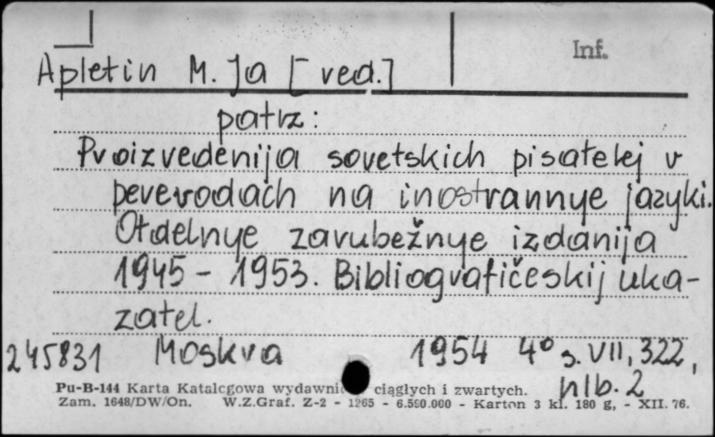 Inf.
Apletin M. Ja [red.]
patrz:
Proizvedenija sovetskich pisatelej v
perevodach na inostrannye jazyki.
Otdelnye zarubežnye izdanija
1945 - 1953. Bibliografičeskij uka-
zatel.
245831 Moskva 1954 4° s. VII, 322,
nlb. 2
Pu-B-144 Karta Katalogowa wydawnic ciągłych i zwartych.
Zam. 1648/DW/On. W.Z.Graf. Z-2 - 1265 - 6.500.000 - Karton 3 kl. 180 g, - XII. 76.